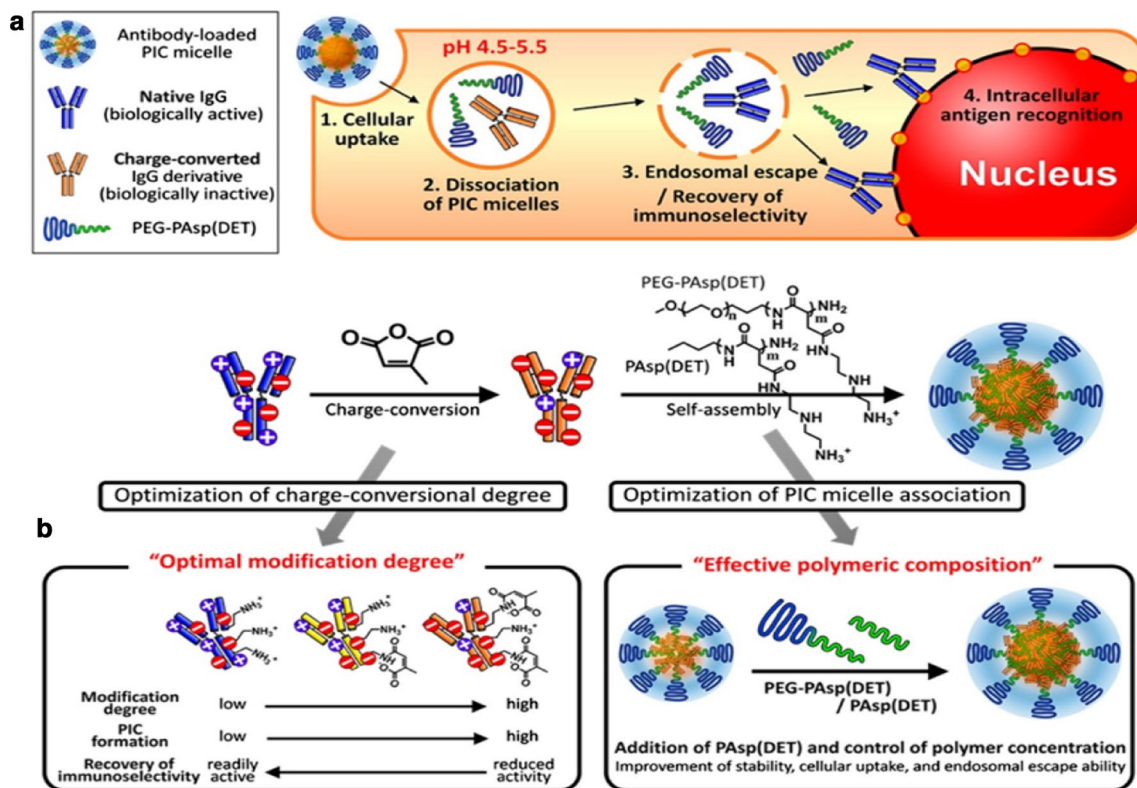 a
Antibody-loaded
PIC micelle
Native IgG
(biologically active)
Charge-converted
IgG derivative
(biologically inactive)
PEG-PAsp(DET)
pH 4.5-5.5
1. Cellular
uptake
2. Dissociation
of PIC micelles
3. Endosomal escape
/ Recovery of
immunoselectivity
4. Intracellular
antigen recognition
Nucleus
Charge-conversion
PEG-PAsp(DET)
PAsp(DET)
Self-assembly
Optimization of charge-conversional degree
Optimization of PIC micelle association
b
“Optimal modification degree”
Modification
degree
low
high
PIC
formation
low
high
Recovery of
immunoselectivity
readily
active
reduced
activity
“Effective polymeric composition”
PEG-PAsp(DET)
/ PAsp(DET)
Addition of PAsp(DET) and control of polymer concentration
Improvement of stability, cellular uptake, and endosomal escape ability